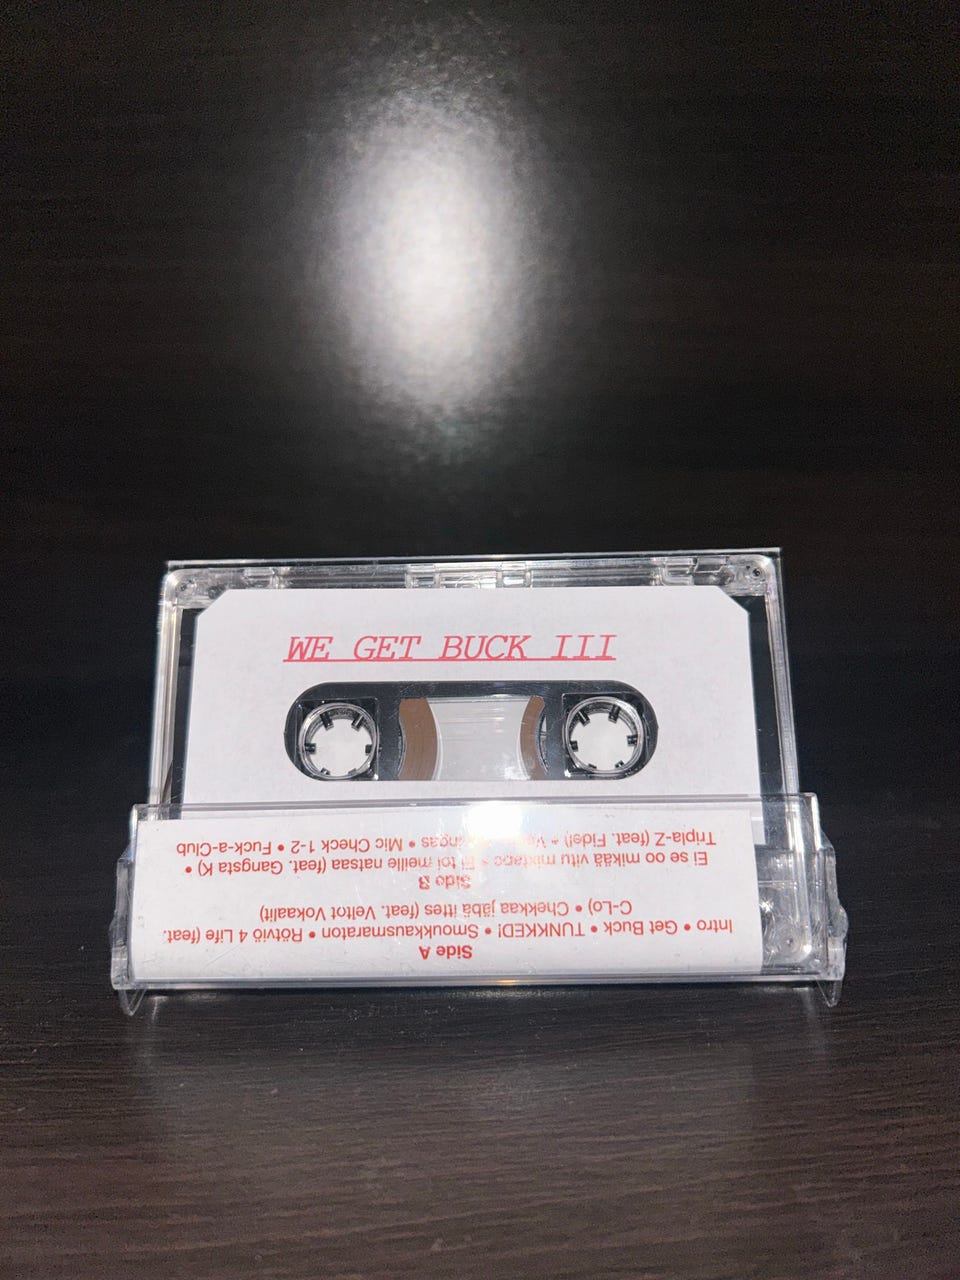 WE GET BUCK III
Side A
Intro • Get Buck • TUNKKED! • Smoukkausmaraton • Rötviö 4 Life (feat.
C-Lo) • Chekkaa jäbä ittes (feat. Veltot Vokaalit)
Side B
Ei se oo mikää vitu mixtape • Ei toi meille natsaa (feat. Gangsta K) •
Tripla-Z (feat. Fidel) • • Mic Check 1-2 • Fuck-a-Club